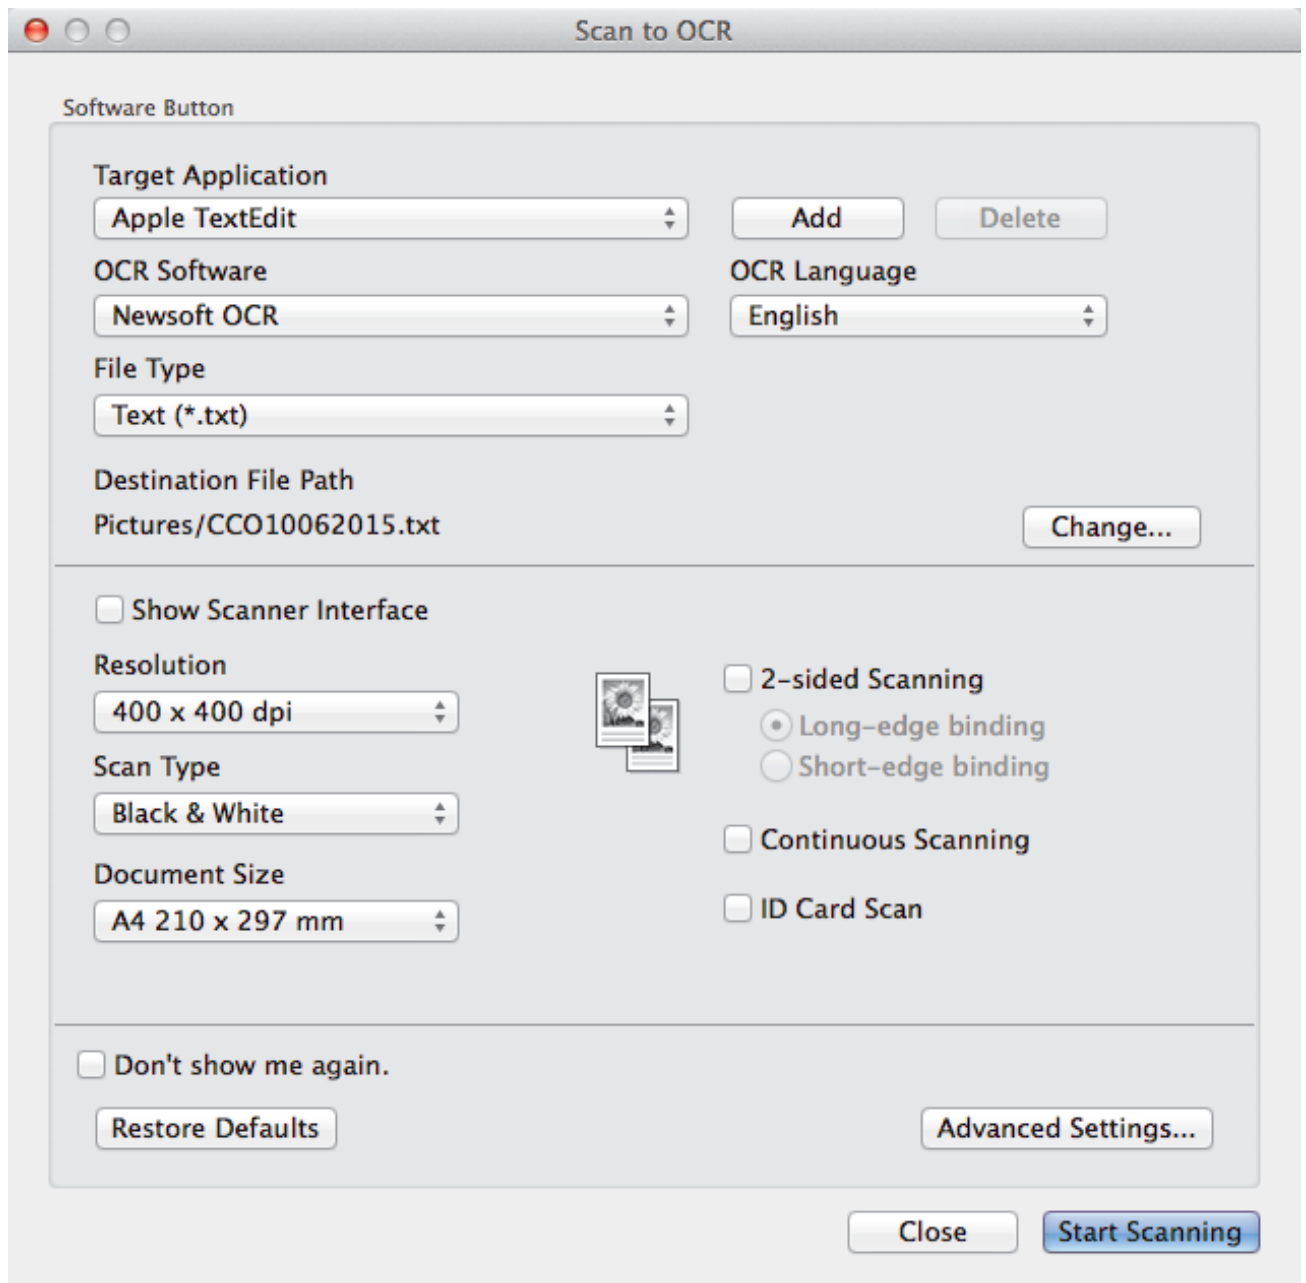 Scan to OCR
Software Button
Target Application
Apple TextEdit Add Delete
OCR Software OCR Language
Newsoft OCR English
File Type
Text (*.txt)
Destination File Path
Pictures/CCO10062015.txt Change...
Show Scanner Interface
Resolution
2-sided Scanning
400 x 400 dpi
Long-edge binding
Scan Type
Short-edge binding
Black & White
Continuous Scanning
Document Size
ID Card Scan
A4 210 x 297 mm
Don't show me again.
Restore Defaults Advanced Settings...
Close Start Scanning